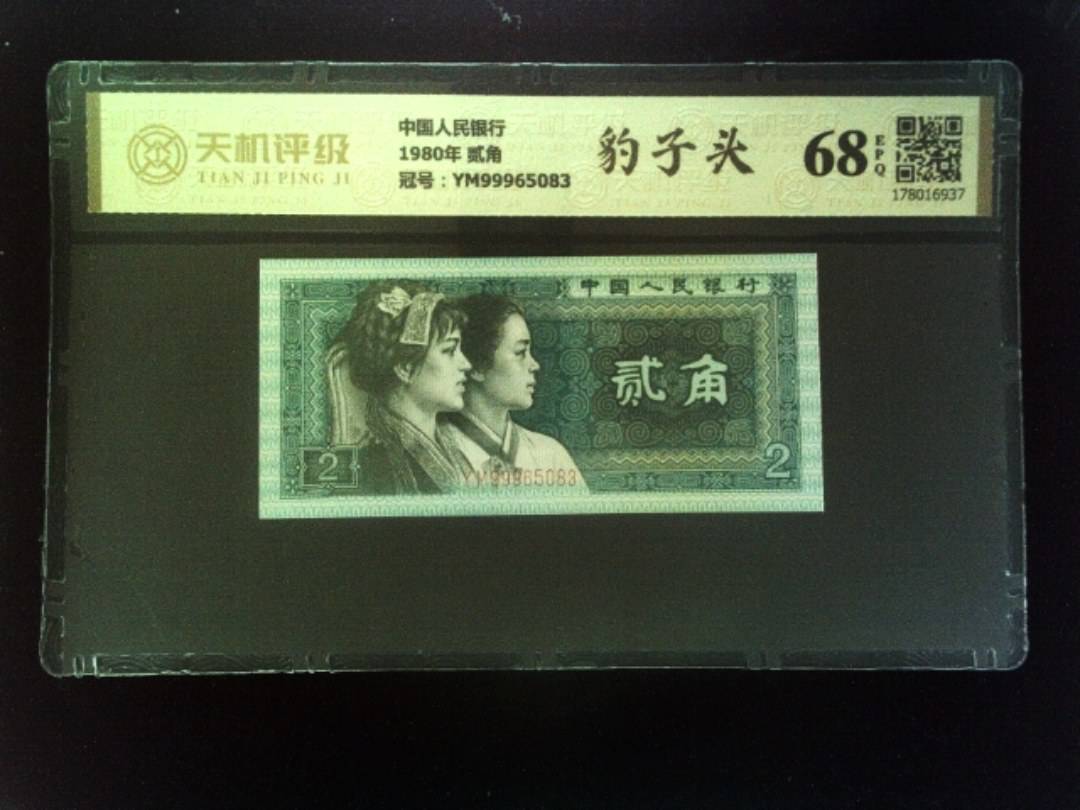 天机评级
TIAN JI PING JI
中国人民银行
1980年 贰角
冠号：YM99965083
豹子头
68
EPQ
178016937
中国人民银行
贰角
2
2
YM99965083